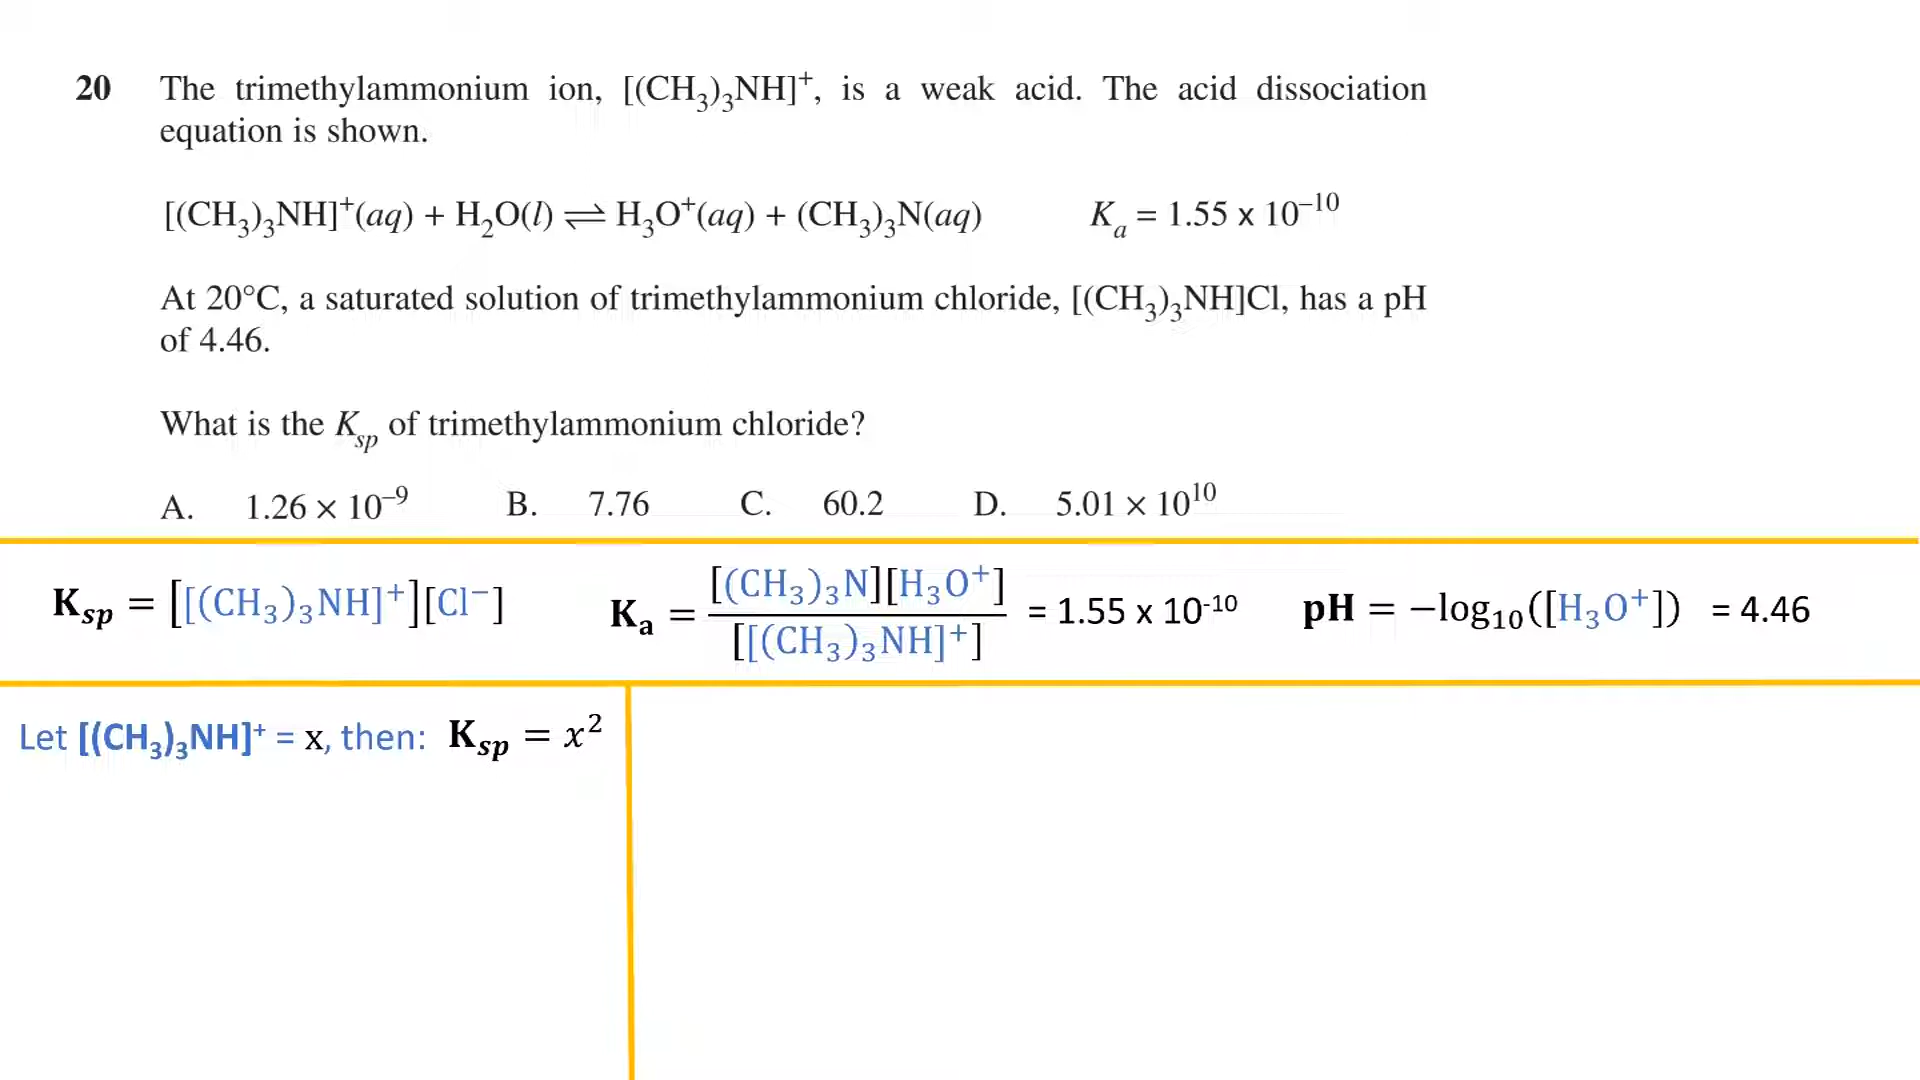 20 The trimethylammonium ion, [(CH₃)₃NH]⁺, is a weak acid. The acid dissociation
equation is shown.
[(CH₃)₃NH]⁺(aq) + H₂O(l) ⇌ H₃O⁺(aq) + (CH₃)₃N(aq) Kₐ = 1.55 x 10⁻¹⁰
At 20°C, a saturated solution of trimethylammonium chloride, [(CH₃)₃NH]Cl, has a pH
of 4.46.
What is the Kₛₚ of trimethylammonium chloride?
A. 1.26 × 10⁻⁹ B. 7.76 C. 60.2 D. 5.01 × 10¹⁰
Kₛₚ = [[(CH₃)₃NH]⁺][Cl⁻] Kₐ = [(CH₃)₃N][H₃O⁺] / [[(CH₃)₃NH]⁺] = 1.55 x 10⁻¹⁰ pH = −log₁₀([H₃O⁺]) = 4.46
Let [(CH₃)₃NH]⁺ = x, then: Kₛₚ = x²